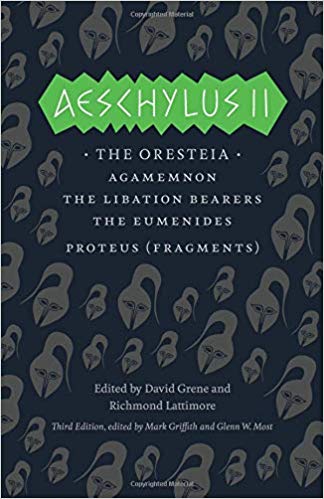 AESCHYLUS II
· THE ORESTEIA ·
AGAMEMNON
THE LIBATION BEARERS
THE EUMENIDES
PROTEUS (FRAGMENTS)
Edited by David Grene and
Richmond Lattimore
Third Edition, edited by Mark Griffith and Glenn W. Most